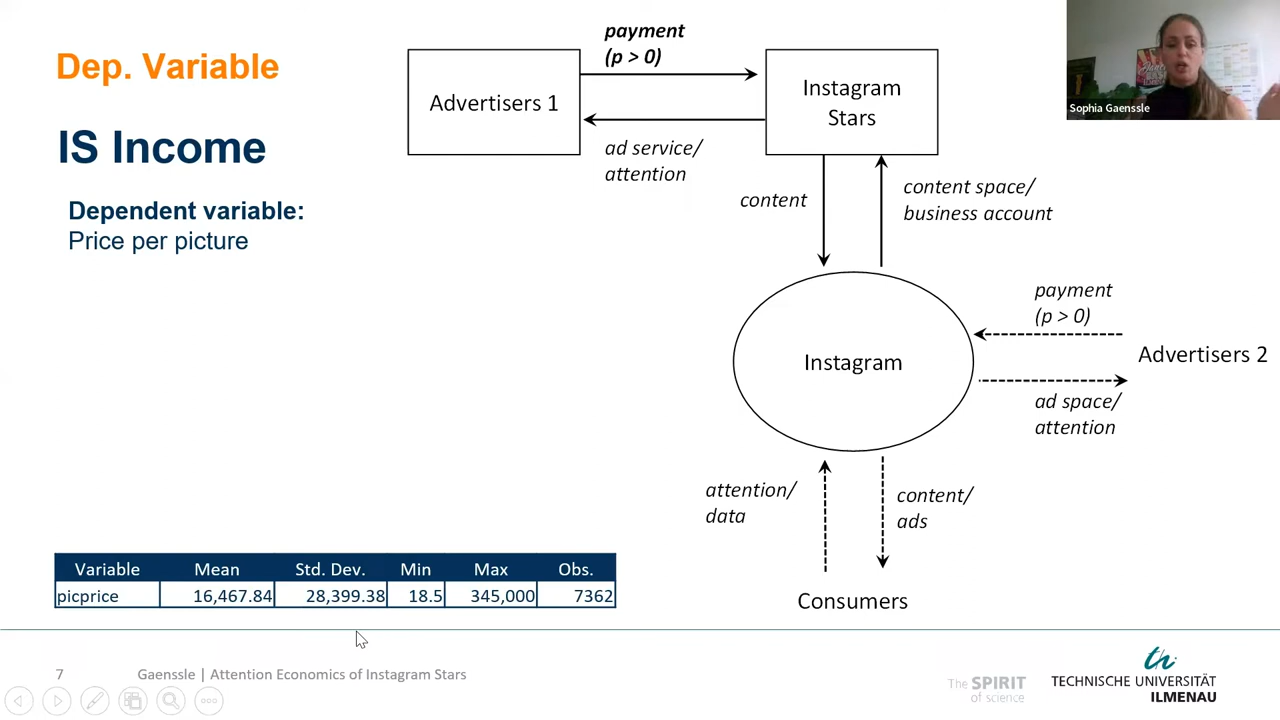 Dep. Variable
IS Income
Dependent variable:
Price per picture
payment
(p > 0)
Advertisers 1
Instagram
Stars
ad service/
attention
content
content space/
business account
Instagram
payment
(p > 0)
Advertisers 2
ad space/
attention
attention/
data
content/
ads
Consumers
Variable Mean Std. Dev. Min Max Obs.
picprice 16,467.84 28,399.38 18.5 345,000 7362
7 Gaenssle | Attention Economics of Instagram Stars
The SPIRIT
of science
th
TECHNISCHE UNIVERSITÄT
ILMENAU
Sophia Gaenssle